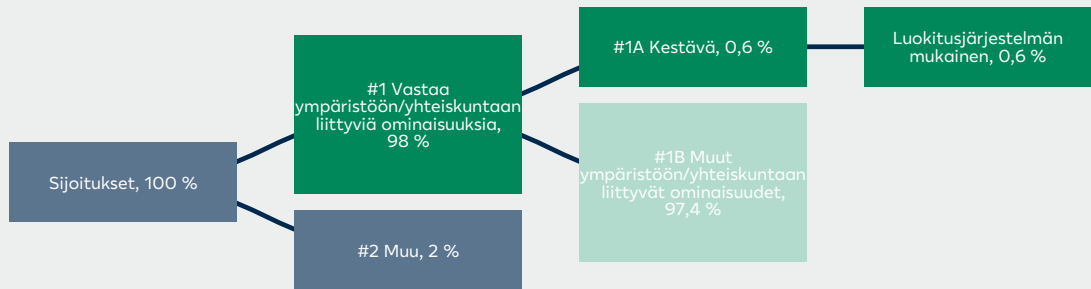 Sijoitukset, 100 %
#1 Vastaa
ympäristöön/yhteiskuntaan
liittyviä ominaisuuksia,
98 %
#2 Muu, 2 %
#1A Kestävä, 0,6 %
#1B Muut
ympäristöön/yhteiskuntaan
liittyvät ominaisuudet,
97,4 %
Luokitusjärjestelmän
mukainen, 0,6 %